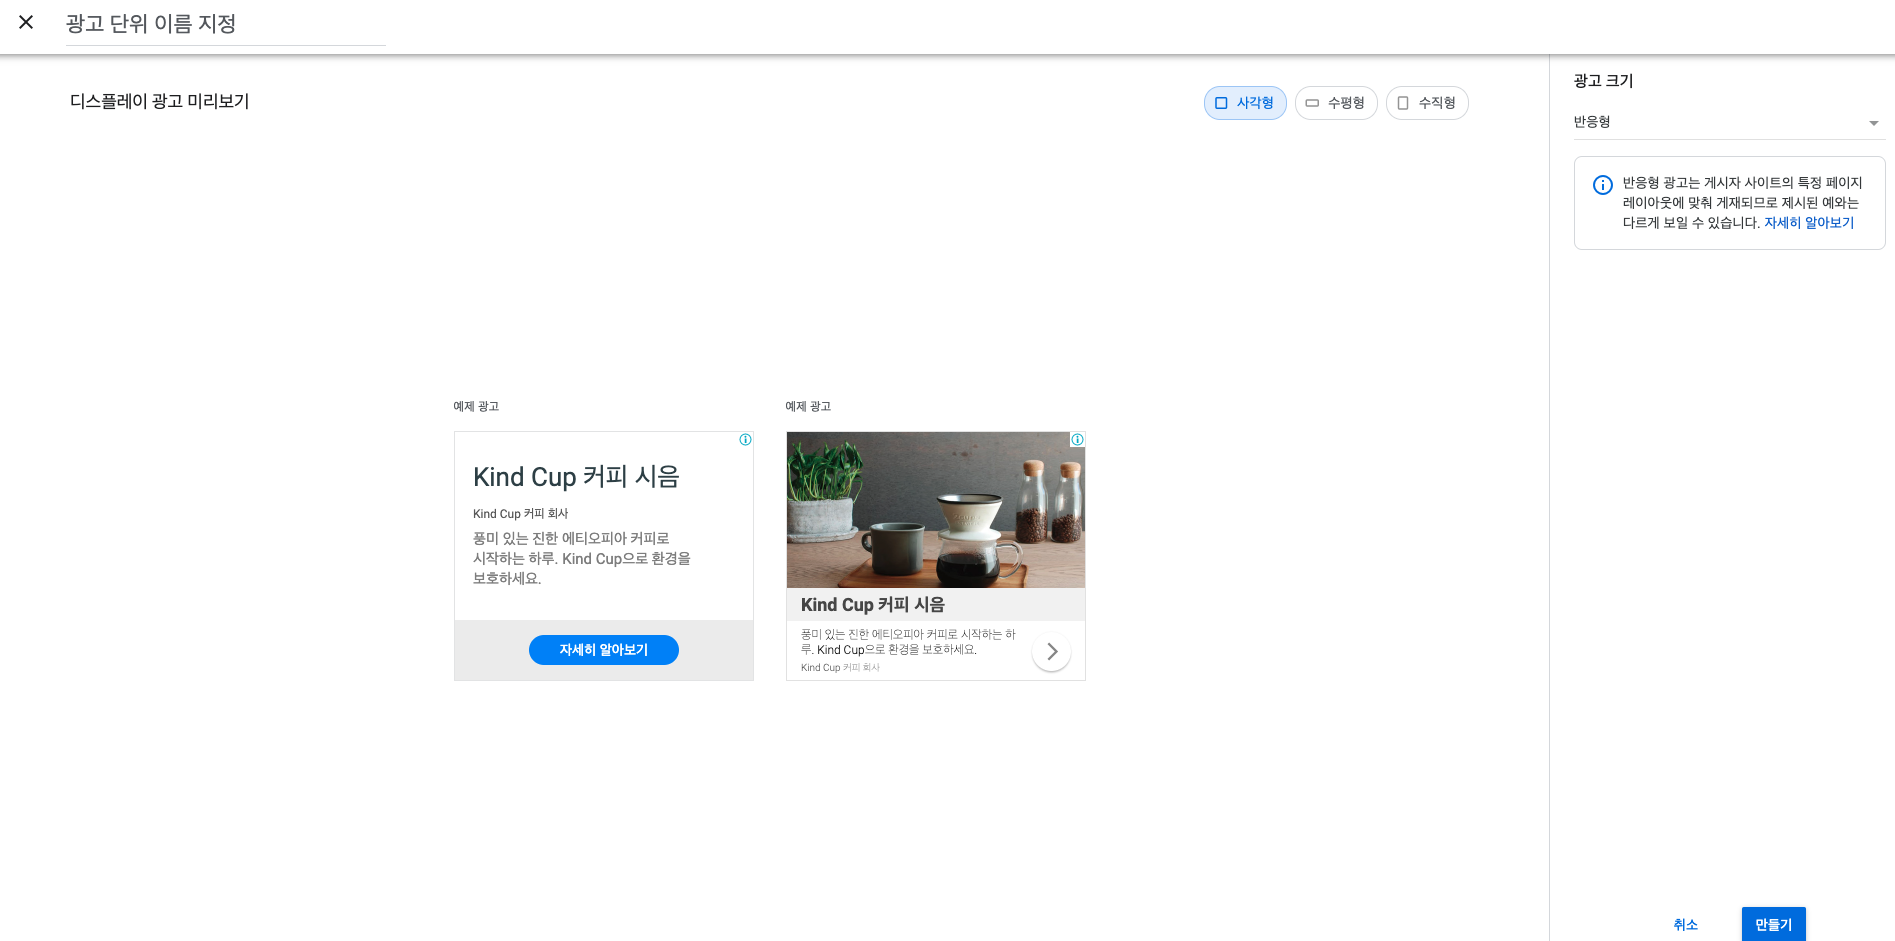 광고 단위 이름 지정
디스플레이 광고 미리보기
사각형
수평형
수직형
광고 크기
반응형
반응형 광고는 게시자 사이트의 특정 페이지
레이아웃에 맞춰 게재되므로 제시된 예와는
다르게 보일 수 있습니다. 자세히 알아보기
예제 광고
Kind Cup 커피 시음
Kind Cup 커피 회사
풍미 있는 진한 에티오피아 커피로
시작하는 하루. Kind Cup으로 환경을
보호하세요.
자세히 알아보기
예제 광고
Kind Cup 커피 시음
풍미 있는 진한 에티오피아 커피로 시작하는 하
루. Kind Cup으로 환경을 보호하세요.
Kind Cup 커피 회사
취소
만들기